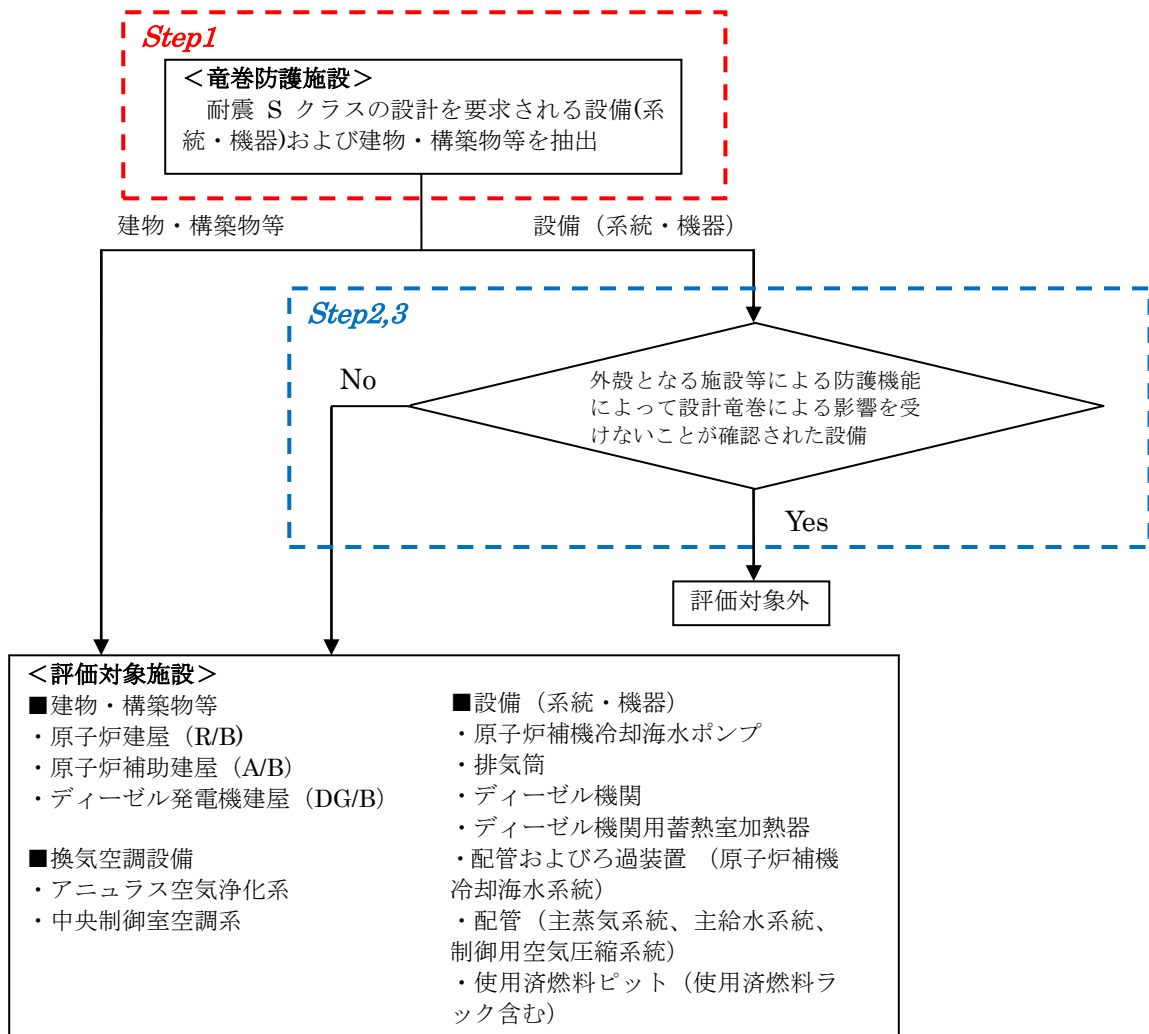 Step1
＜竜巻防護施設＞
耐震 S クラスの設計を要求される設備(系
統・機器)および建物・構築物等を抽出
建物・構築物等
設備（系統・機器）
Step2,3
No
外殻となる施設等による防護機能
によって設計竜巻による影響を受
けないことが確認された設備
Yes
評価対象外
＜評価対象施設＞
■建物・構築物等
・原子炉建屋（R/B)
・原子炉補助建屋（A/B）
・ディーゼル発電機建屋（DG/B）
■換気空調設備
・アニュラス空気浄化系
・中央制御室空調系
■設備（系統・機器）
・原子炉補機冷却海水ポンプ
・排気筒
・ディーゼル機関
・ディーゼル機関用蓄熱室加熱器
・配管およびろ過装置 （原子炉補機
冷却海水系統）
・配管（主蒸気系統、主給水系統、
制御用空気圧縮系統）
・使用済燃料ピット（使用済燃料ラ
ック含む）